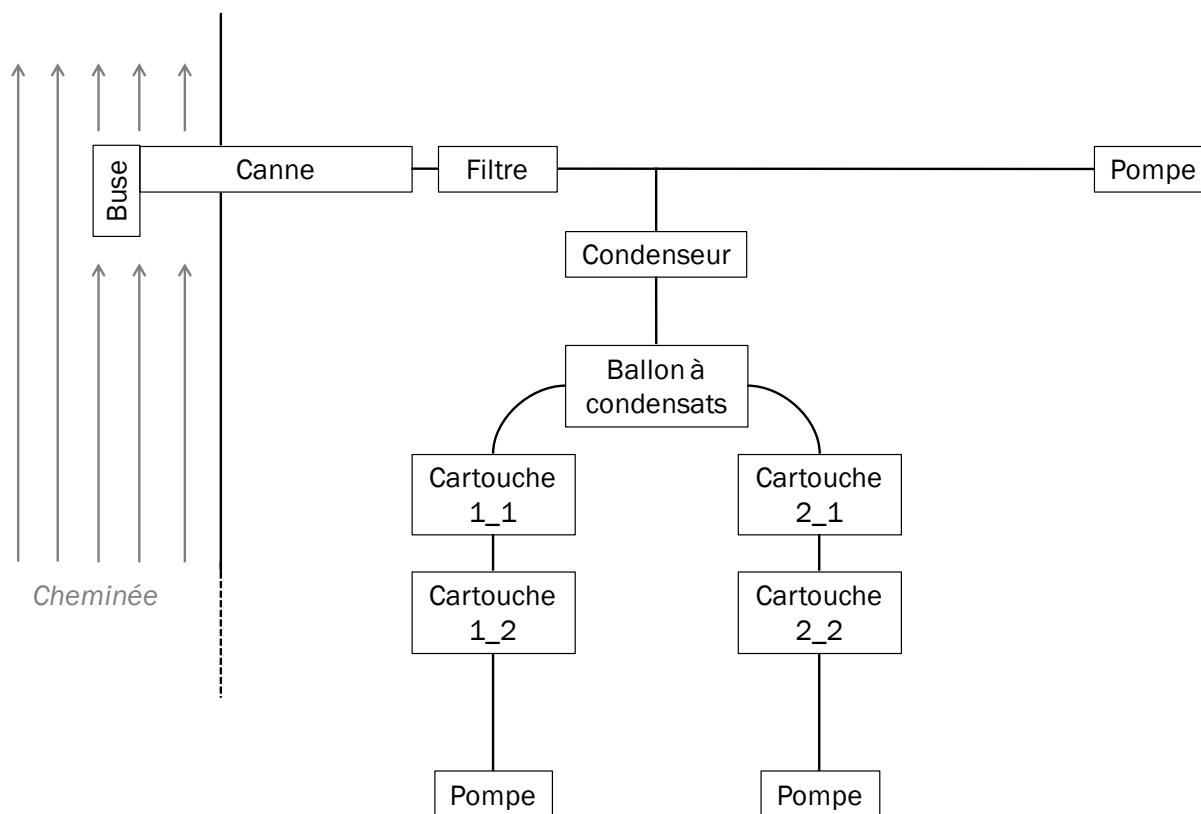 Buse
Canne
Filtre
Pompe
Condenseur
Ballon à
condensats
Cartouche
1_1
Cartouche
2_1
Cheminée
Cartouche
1_2
Cartouche
2_2
Pompe
Pompe